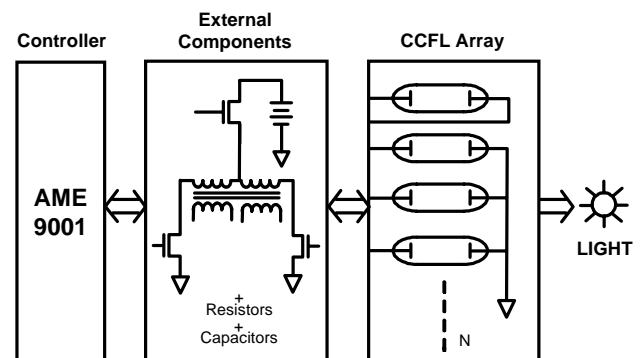 Controller
External
Components
CCFL Array
AME
9001
+
Resistors
+
Capacitors
N
LIGHT